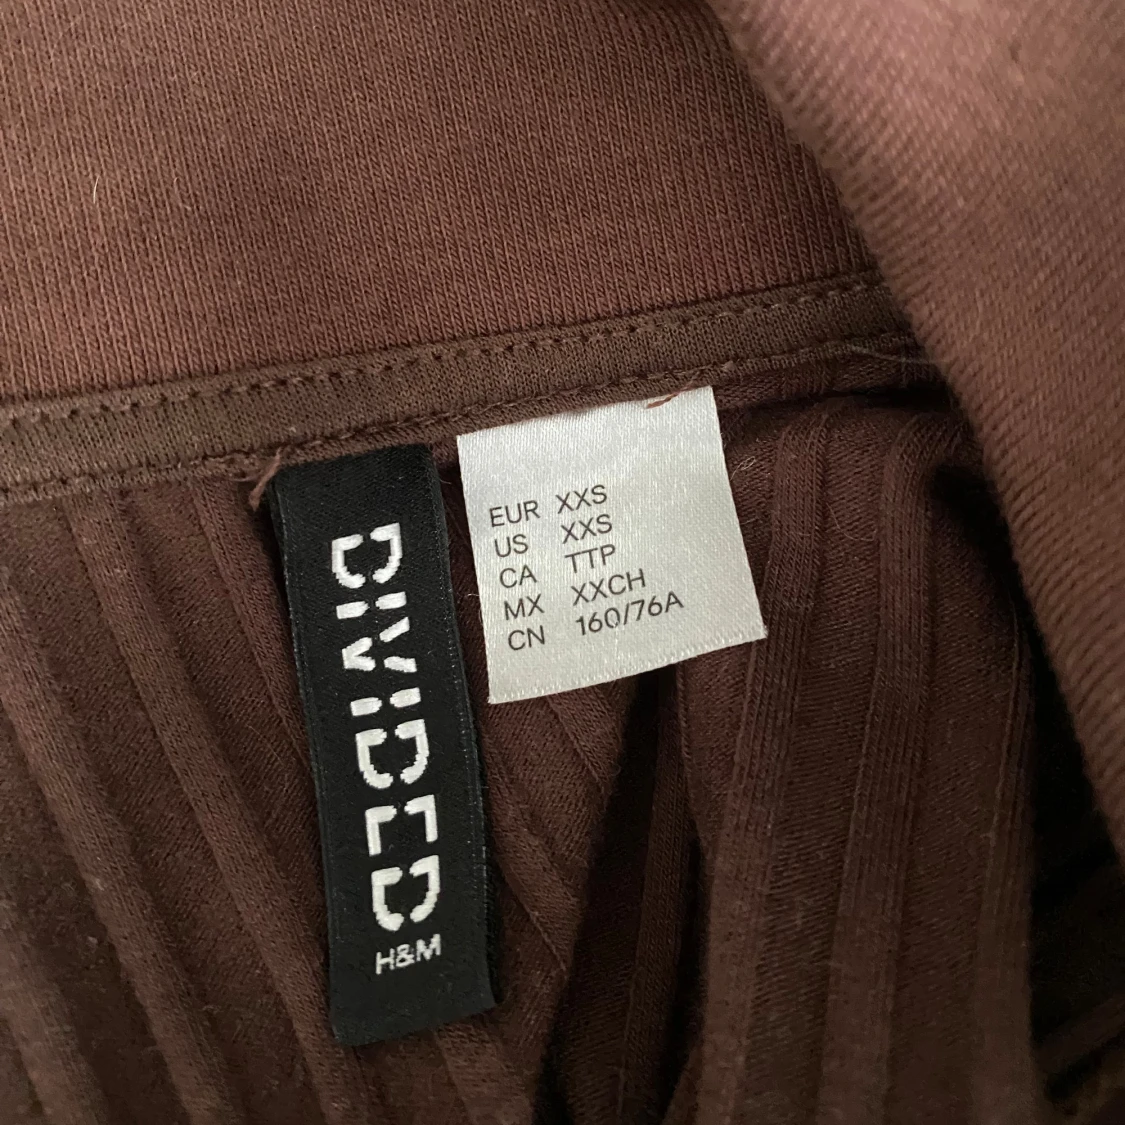 DIVIDED
H&M
EUR XXS
US XXS
CA TTP
MX XXCH
CN 160/76A